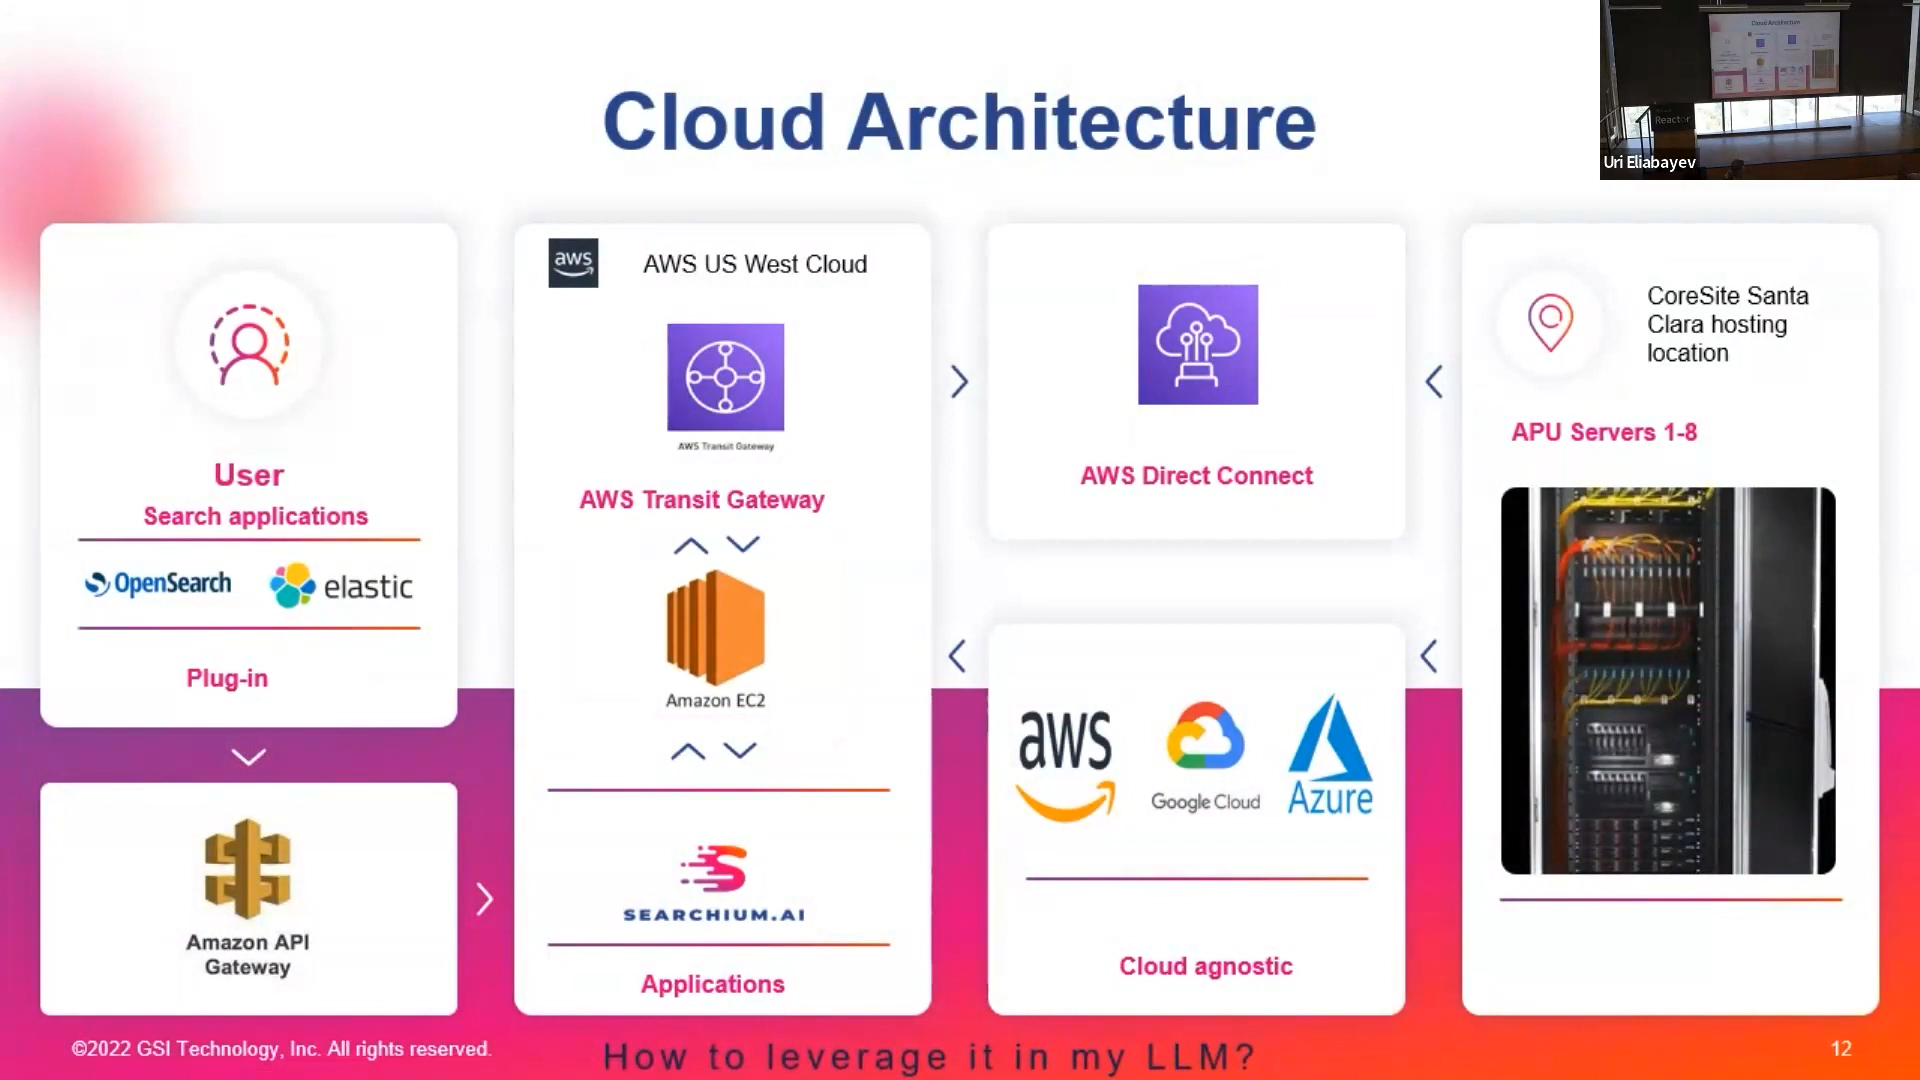 Cloud Architecture
Cloud Architecture
Reactor
Uri Eliabayev
User
Search applications
OpenSearch
elastic
Plug-in
Amazon API
Gateway
aws
AWS US West Cloud
AWS Transit Gateway
AWS Transit Gateway
Amazon EC2
SEARCHIUM.AI
Applications
AWS Direct Connect
aws
Google Cloud
Azure
Cloud agnostic
CoreSite Santa
Clara hosting
location
APU Servers 1-8
©2022 GSI Technology, Inc. All rights reserved.
How to leverage it in my LLM?
12